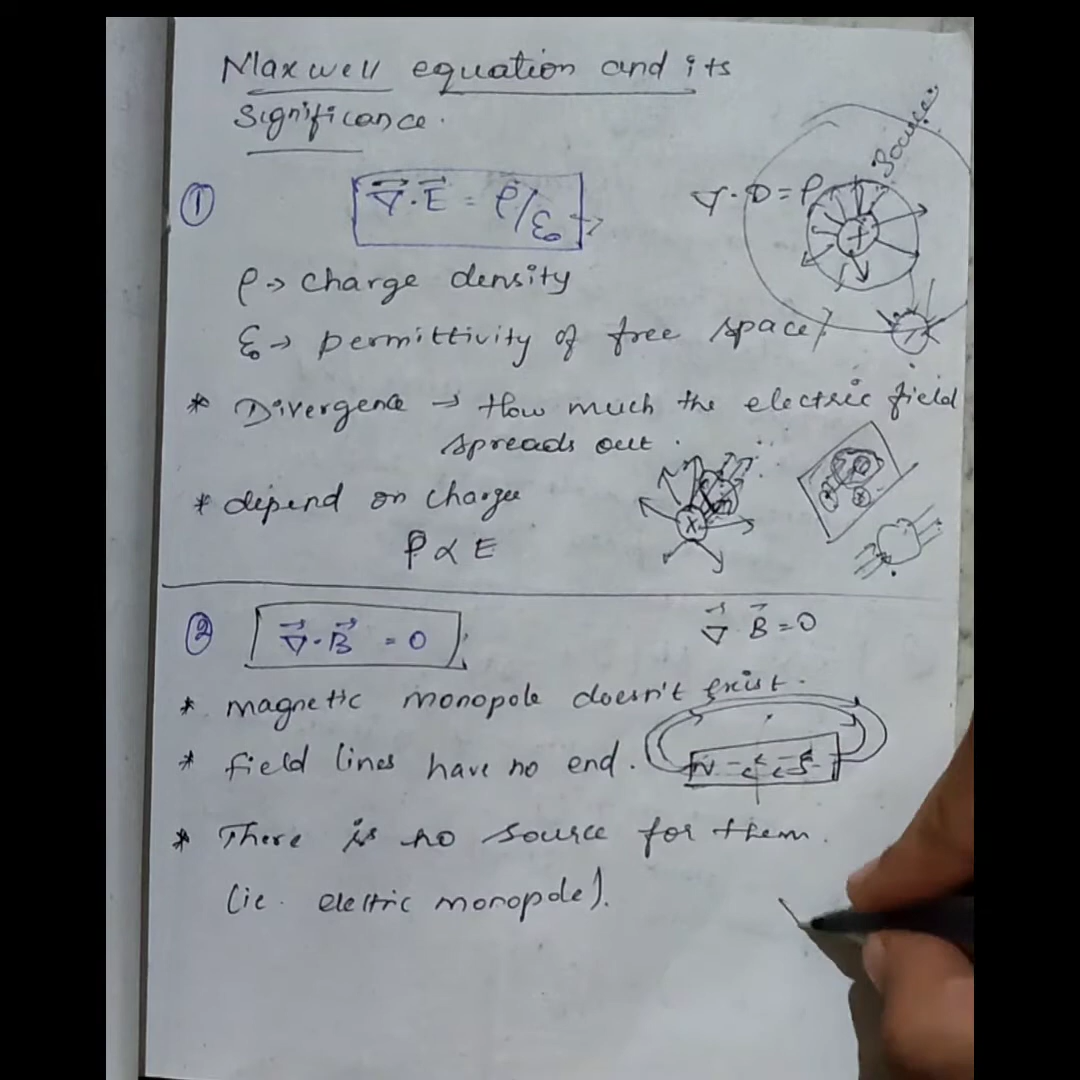 Maxwell equation and its
significance.
① ∇⃗·E⃗ = ρ/ε₀ →
∇·D = ρ
Source.
+
ρ → charge density
ε₀ → permittivity of free space
* Divergence → How much the electric field
spreads out.
* depend on charges
ρ ∝ E
② ∇⃗·B⃗ = 0
∇⃗ B⃗ = 0
* magnetic monopole doesn't exist.
* field lines have no end.
N S
* There is no source for them.
(ie. electric monopole).